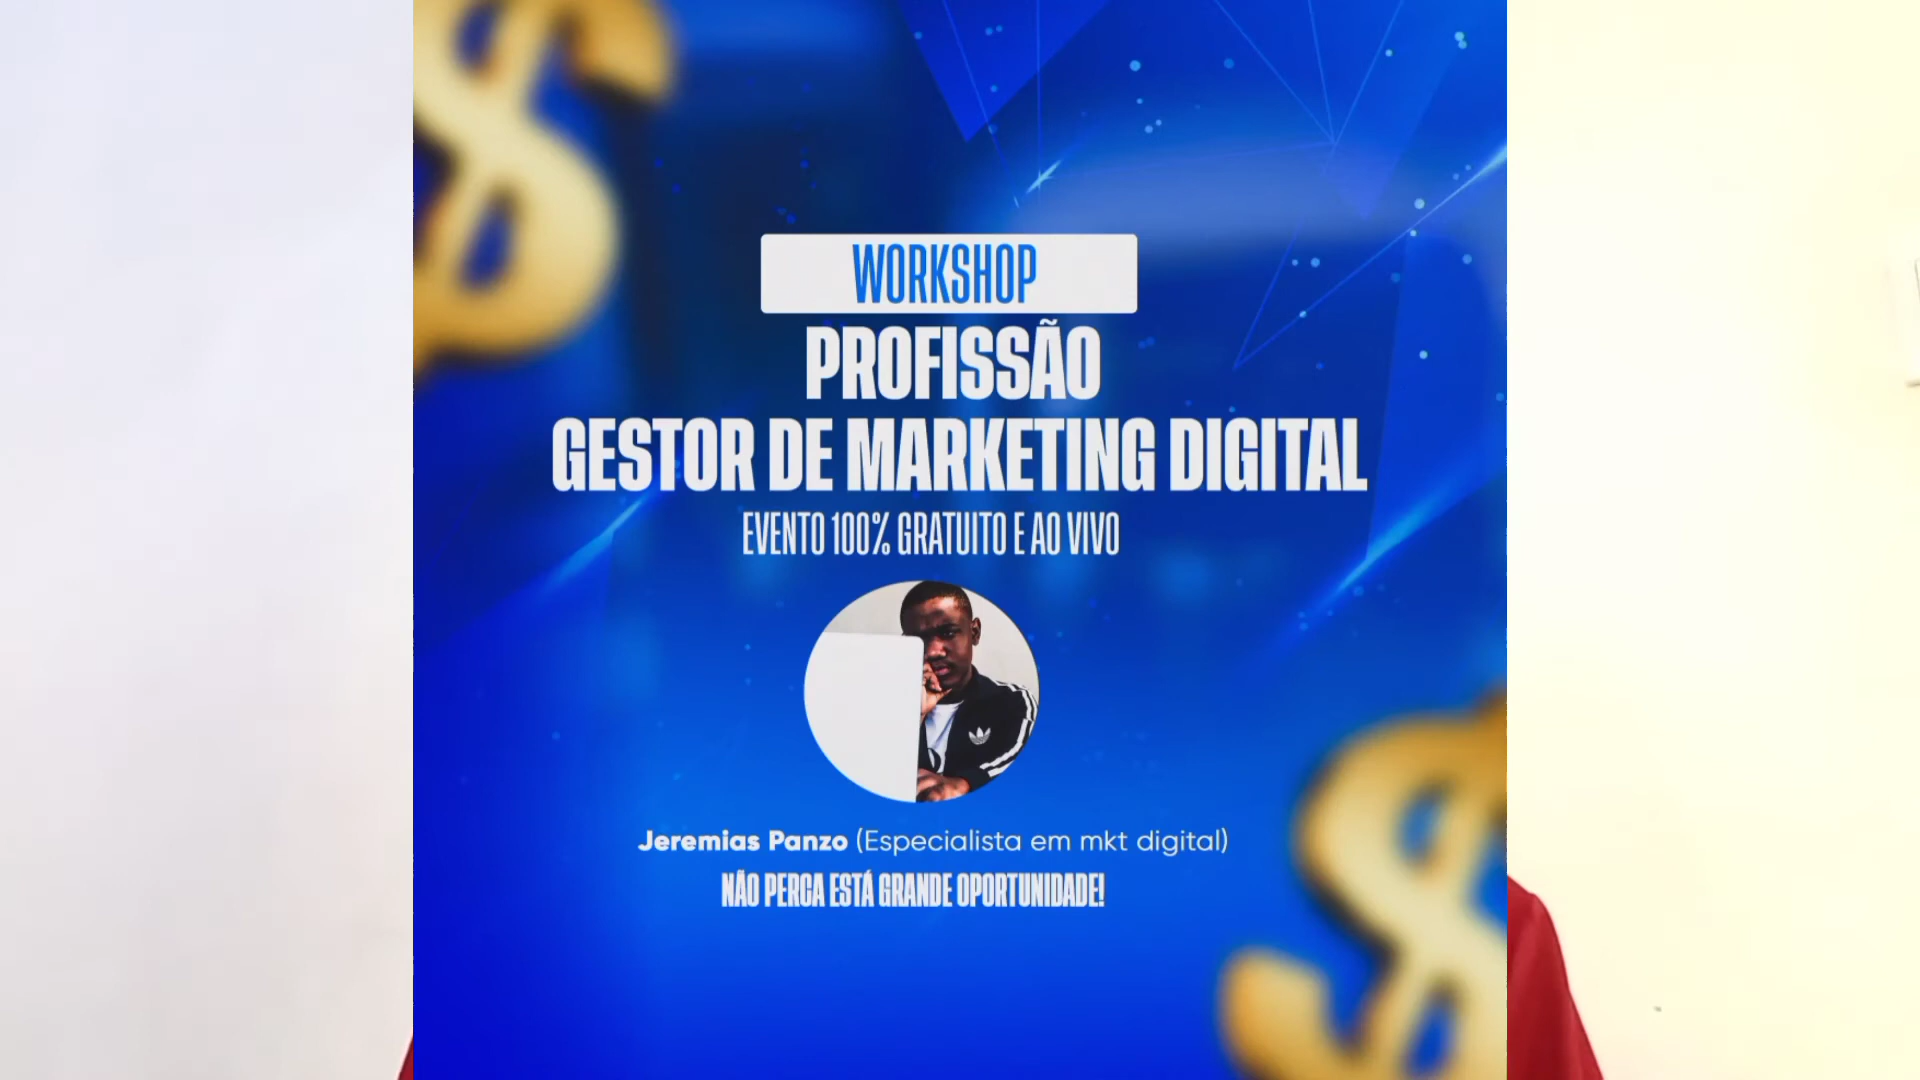 WORKSHOP
PROFISSÃO
GESTOR DE MARKETING DIGITAL
EVENTO 100% GRATUITO E AO VIVO
Jeremias Panzo (Especialista em mkt digital)
NÃO PERCA ESTÁ GRANDE OPORTUNIDADE!